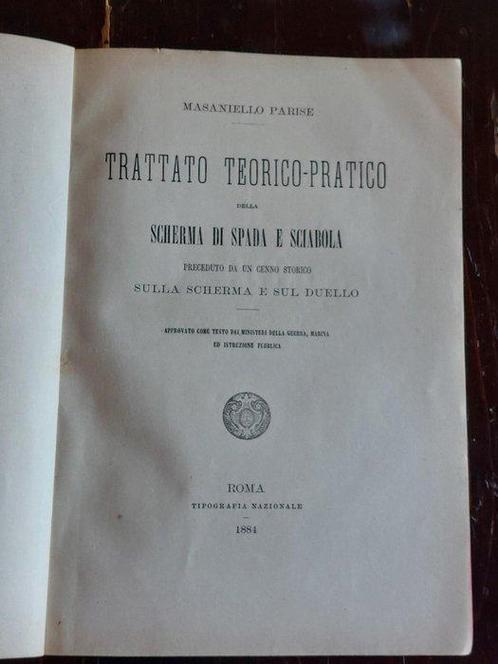 MASANIELLO PARISE
TRATTATO TEORICO-PRATICO
DELLA
SCHERMA DI SPADA E SCIABOLA
PRECEDUTO DA UN CENNO STORICO
SULLA SCHERMA E SUL DUELLO
APPROVATO COME TESTO DAI MINISTERI DELLA GUERRA, MARINA
ED ISTRUZIONE PUBBLICA
ROMA
TIPOGRAFIA NAZIONALE
1884